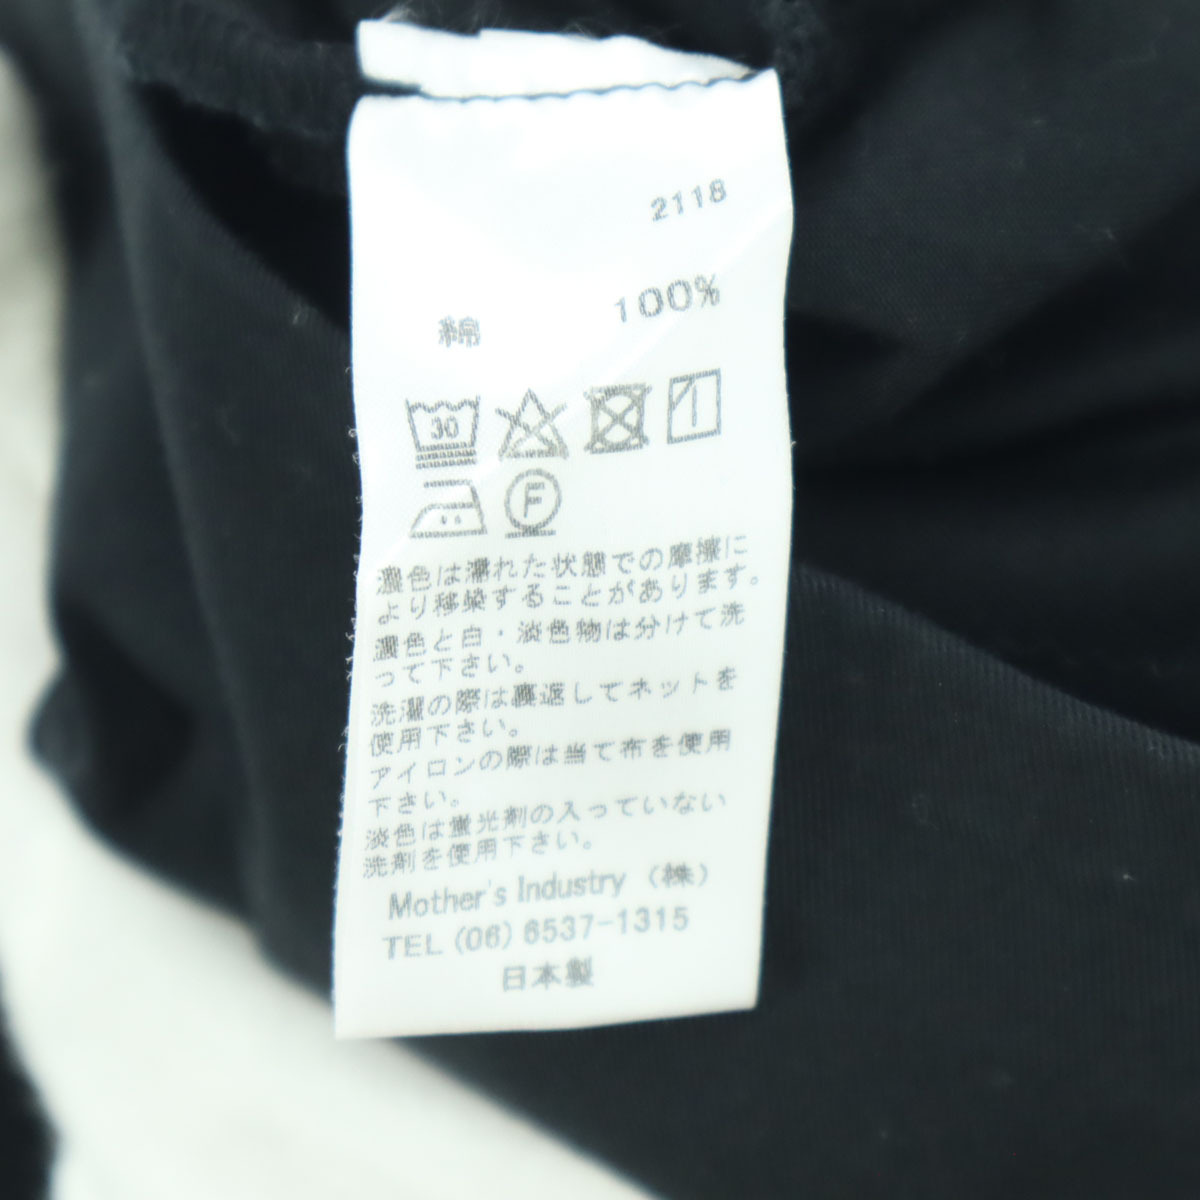 2118
綿 100%
30
F
濃色は濡れた状態での摩擦に
より移染することがあります。
濃色と白・淡色物は分けて洗
って下さい。
洗濯の際は裏返してネットを
使用下さい。
アイロンの際は当て布を使用
下さい。
淡色は蛍光剤の入っていない
洗剤を使用下さい。
Mother's Industry (株)
TEL (06) 6537-1315
日本製